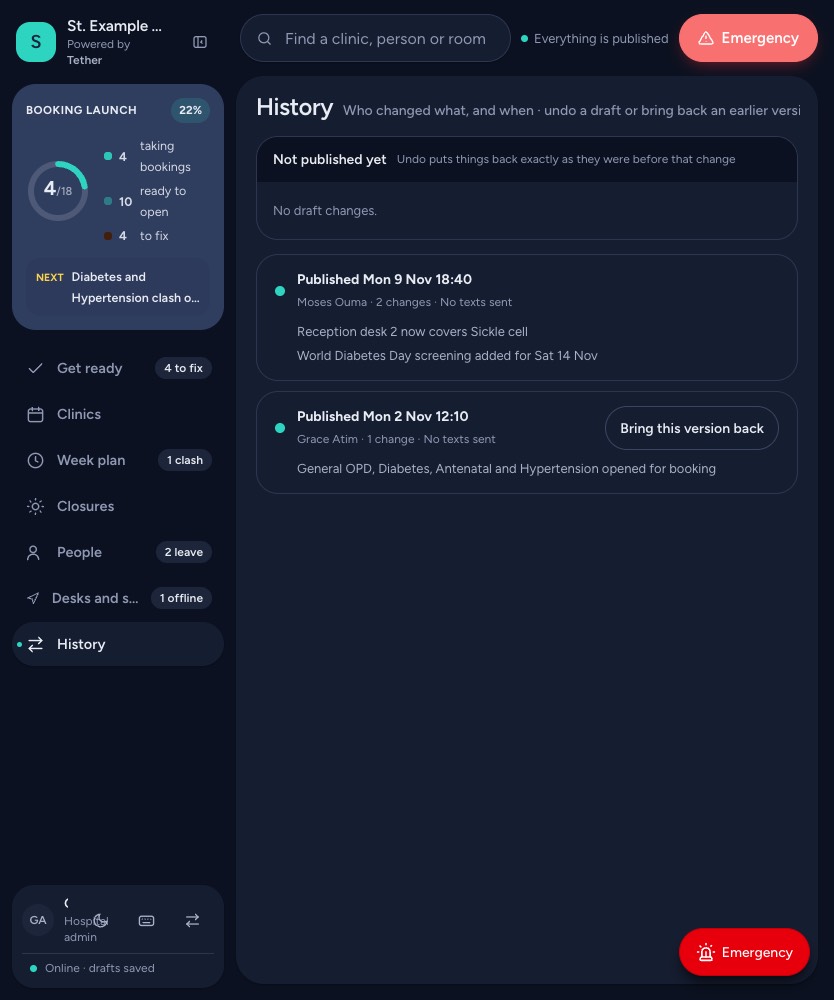 S
St. Example ...
Powered by
Tether
Find a clinic, person or room
Everything is published
Emergency
BOOKING LAUNCH
22%
4/18
4 taking
bookings
10 ready to
open
4 to fix
NEXT Diabetes and
Hypertension clash o...
Get ready 4 to fix
Clinics
Week plan 1 clash
Closures
People 2 leave
Desks and s... 1 offline
History
GA
Hospital
admin
Online · drafts saved
History Who changed what, and when · undo a draft or bring back an earlier versi
Not published yet Undo puts things back exactly as they were before that change
No draft changes.
Published Mon 9 Nov 18:40
Moses Ouma · 2 changes · No texts sent
Reception desk 2 now covers Sickle cell
World Diabetes Day screening added for Sat 14 Nov
Published Mon 2 Nov 12:10
Grace Atim · 1 change · No texts sent
Bring this version back
General OPD, Diabetes, Antenatal and Hypertension opened for booking
Emergency